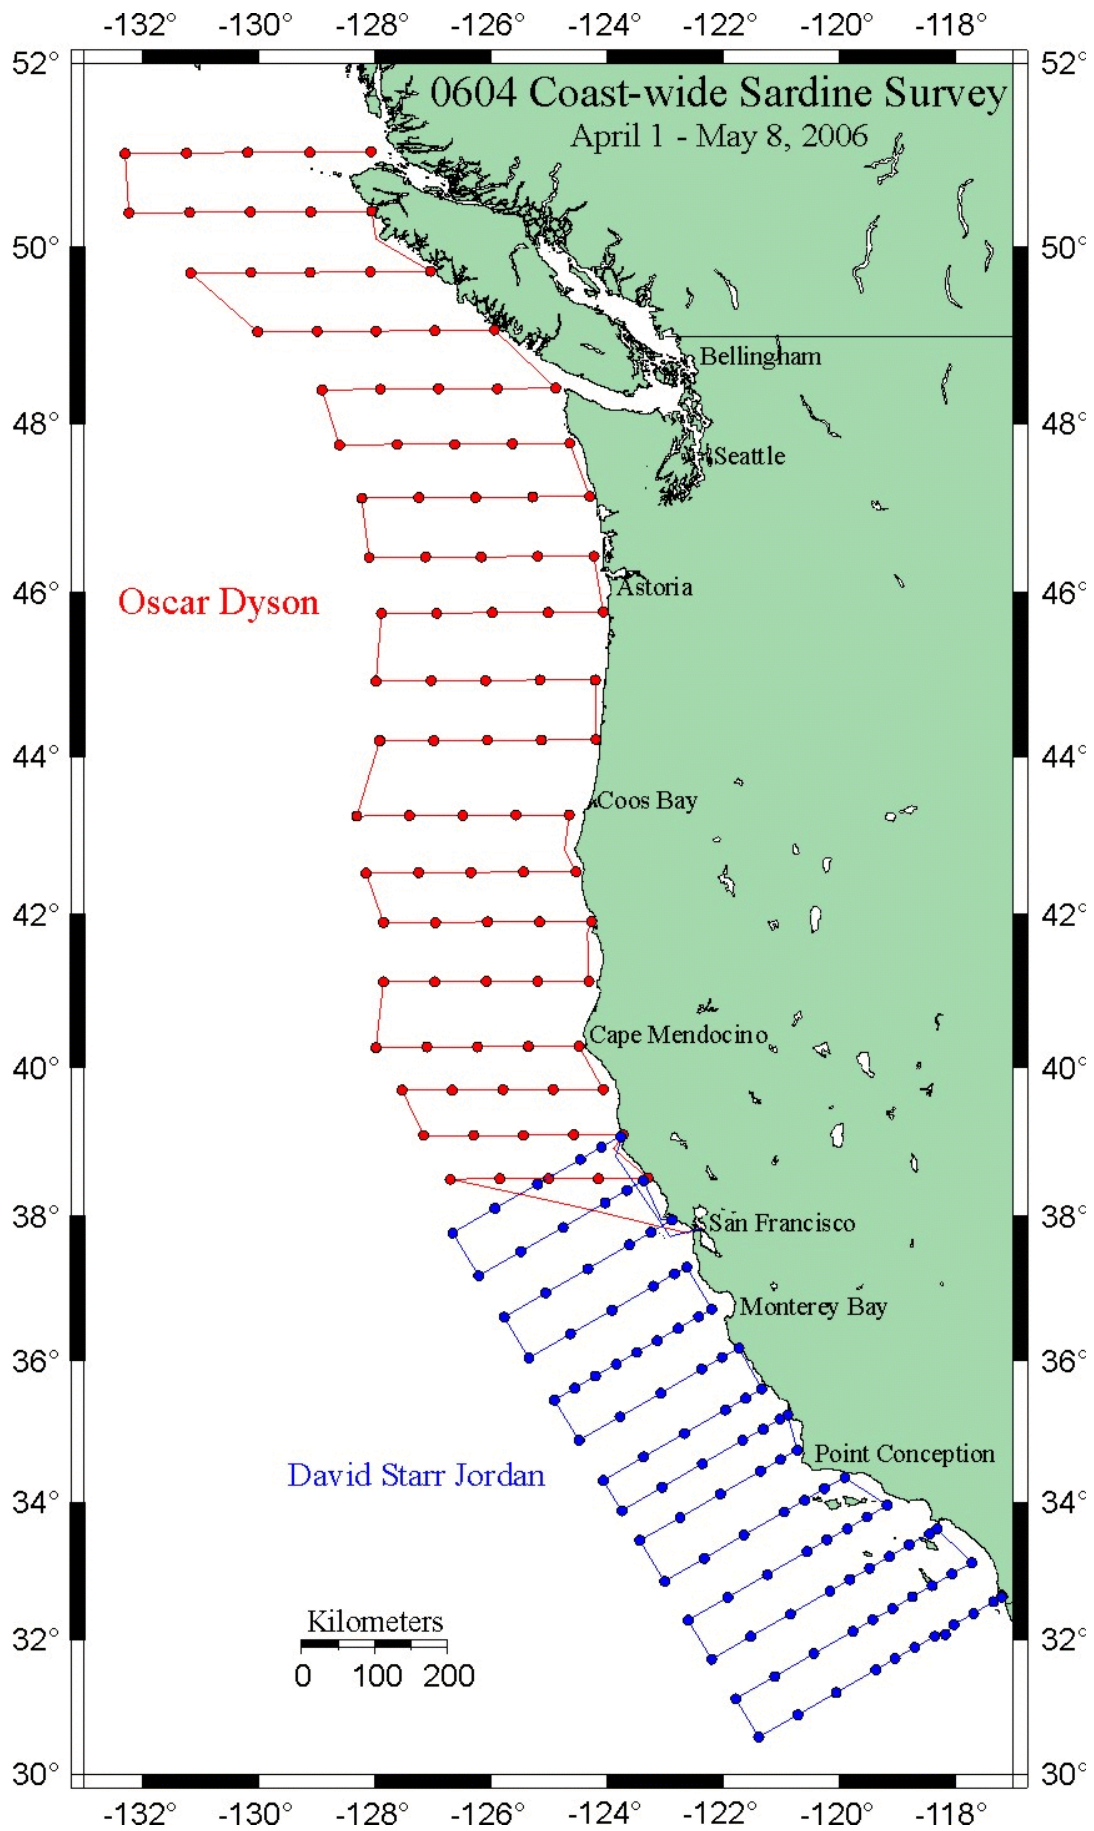 -132° -130° -128° -126° -124° -122° -120° -118°
52° 52°
0604 Coast-wide Sardine Survey
April 1 - May 8, 2006
50° 50°
Bellingham
48° 48°
Seattle
46° 46°
Astoria
Oscar Dyson
44° 44°
Coos Bay
42° 42°
Cape Mendocino
40° 40°
38° 38°
San Francisco
Monterey Bay
36° 36°
Point Conception
David Starr Jordan
34° 34°
Kilometers
32° 32°
0 100 200
30° 30°
-132° -130° -128° -126° -124° -122° -120° -118°